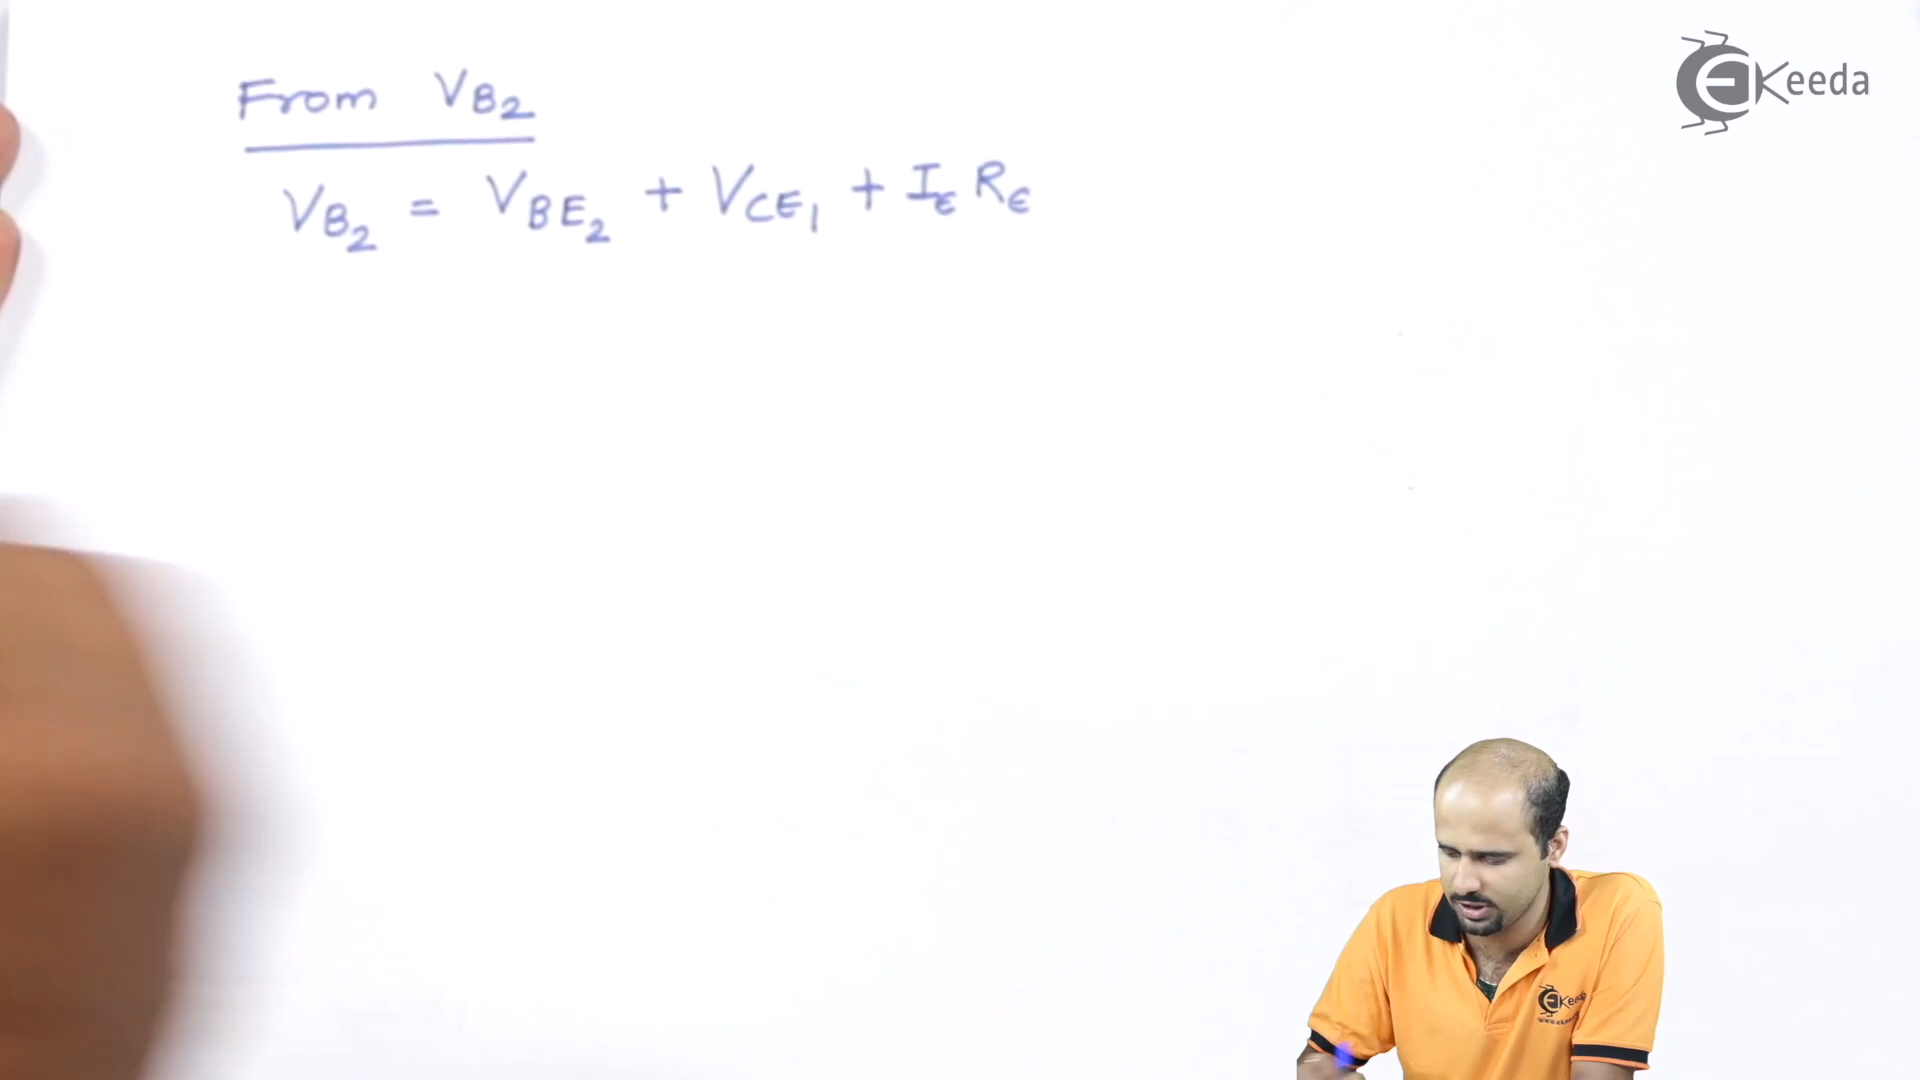 From VB2
VB2 = VBE2 + VCE1 + IE RE
Keeda